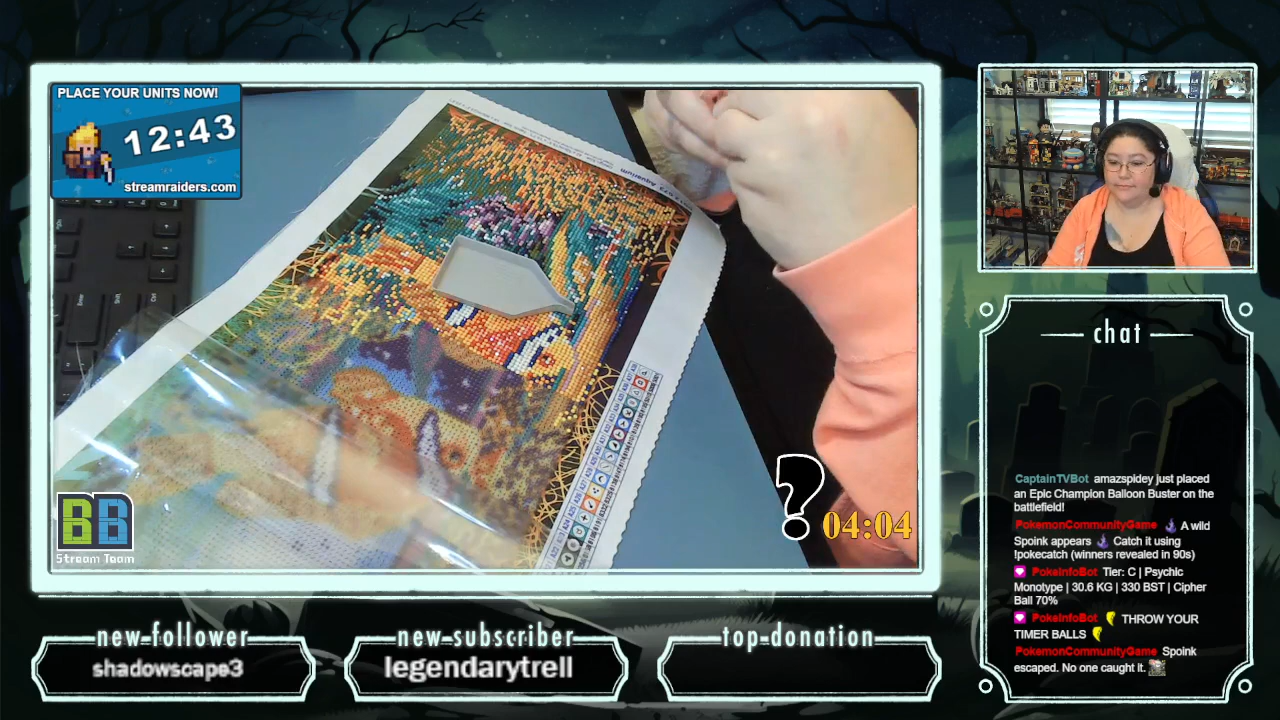 PLACE YOUR UNITS NOW!
12:43
streamraiders.com
Aquarium
BB
Stream Team
?
04:04
chat
CaptainTVBot amazspidey just placed
an Epic Champion Balloon Buster on the
battlefield!
PokemonCommunityGame A wild
Spoink appears Catch it using
!pokecatch (winners revealed in 90s)
PokeInfoBot Tier: C | Psychic
Monotype | 30.6 KG | 330 BST | Cipher
Ball 70%
PokeInfoBot THROW YOUR
TIMER BALLS
PokemonCommunityGame Spoink
escaped. No one caught it.
new follower
shadowscape3
new subscriber
legendarytrell
top donation